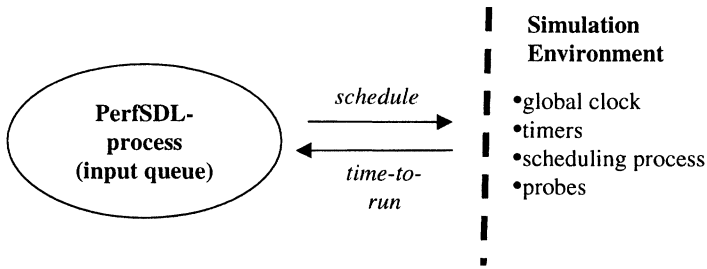 PerfSDL-
process
(input queue)
schedule
time-to-
run
Simulation
Environment
•global clock
•timers
•scheduling process
•probes